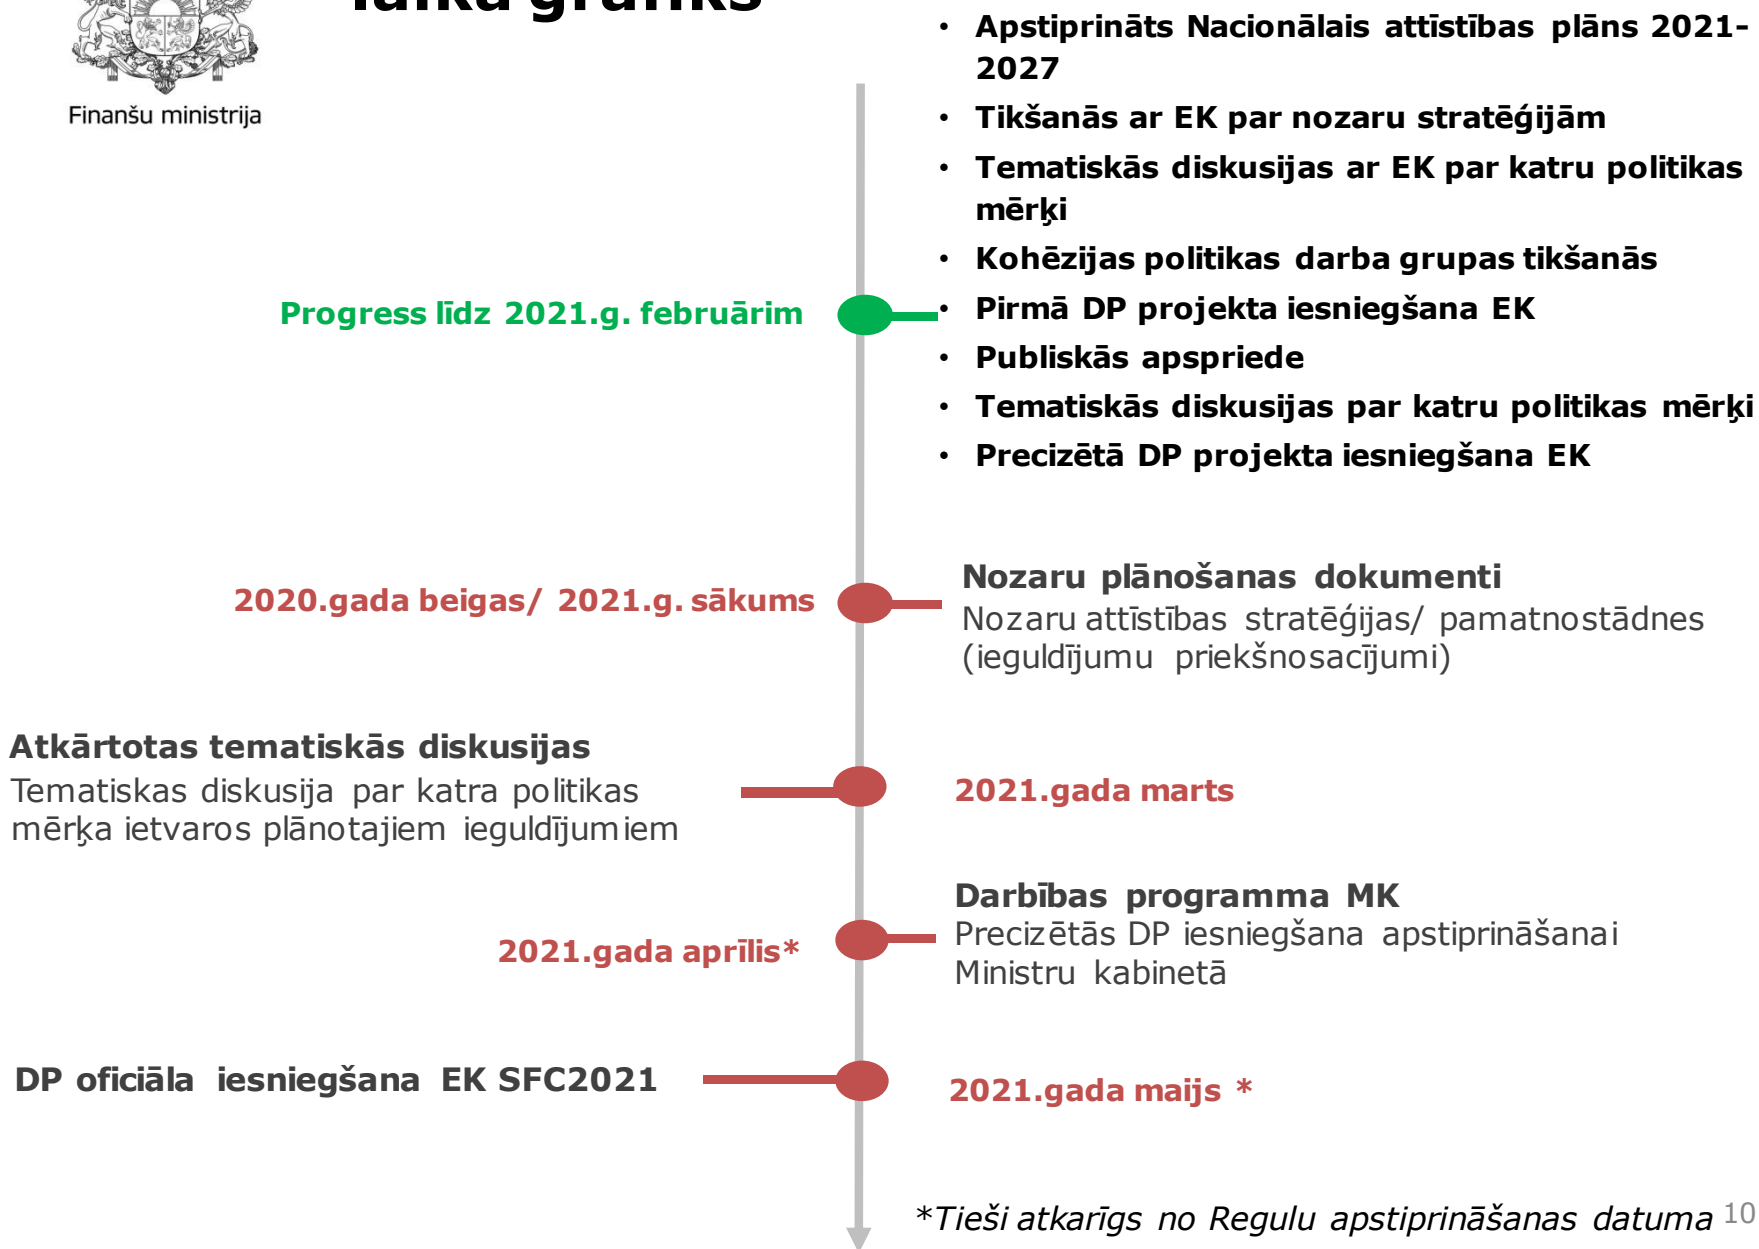 laika grafiks
Finanšu ministrija
• Apstiprināts Nacionālais attīstības plāns 2021-
2027
• Tikšanās ar EK par nozaru stratēģijām
• Tematiskās diskusijas ar EK par katru politikas
mērķi
• Kohēzijas politikas darba grupas tikšanās
• Pirmā DP projekta iesniegšana EK
• Publiskās apspriede
• Tematiskās diskusijas par katru politikas mērķi
• Precizētā DP projekta iesniegšana EK
Progress līdz 2021.g. februārim
2020.gada beigas/ 2021.g. sākums
Nozaru plānošanas dokumenti
Nozaru attīstības stratēģijas/ pamatnostādnes
(ieguldījumu priekšnosacījumi)
Atkārtotas tematiskās diskusijas
Tematiskas diskusija par katra politikas
mērķa ietvaros plānotajiem ieguldījumiem
2021.gada marts
2021.gada aprīlis*
Darbības programma MK
Precizētās DP iesniegšana apstiprināšanai
Ministru kabinetā
DP oficiāla iesniegšana EK SFC2021
2021.gada maijs *
*Tieši atkarīgs no Regulu apstiprināšanas datuma
10